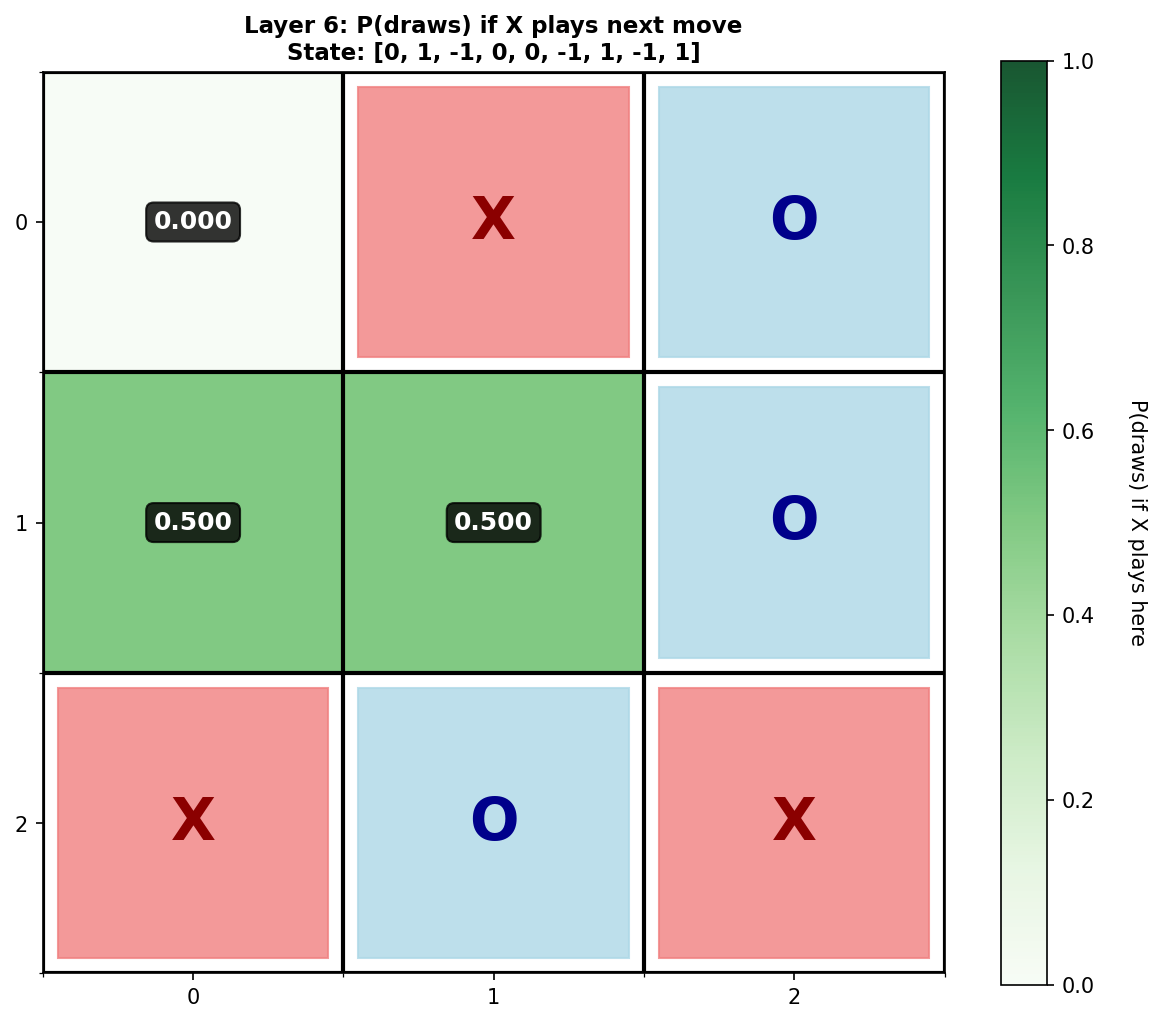 Layer 6: P(draws) if X plays next move
State: [0, 1, -1, 0, 0, -1, 1, -1, 1]
0.000
X
O
0.500
0.500
O
X
O
X
0
1
2
0
1
2
1.0
0.8
0.6
0.4
0.2
0.0
P(draws) if X plays here